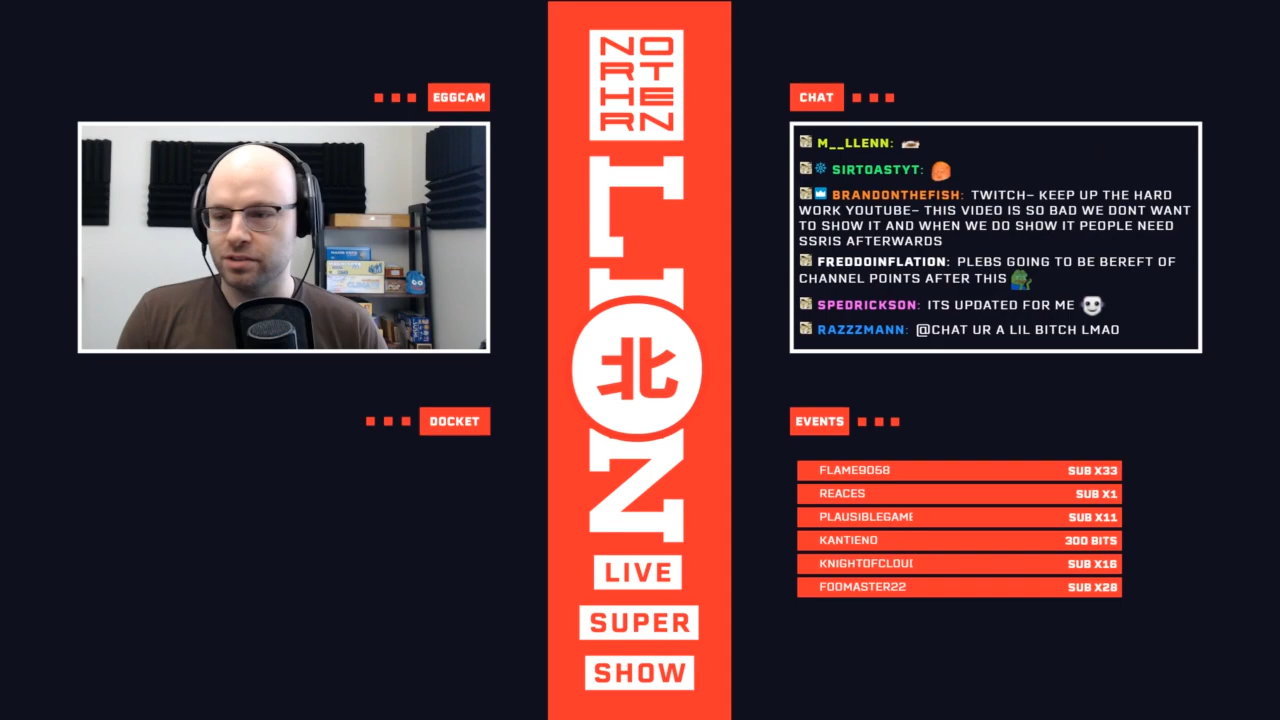 EGGCAM
DOCKET
NO
RT
HE
RN
LION
北
LIVE
SUPER
SHOW
CHAT
M__LLENN:
SIRTOASTYT:
BRANDONTHEFISH: TWITCH- KEEP UP THE HARD
WORK YOUTUBE- THIS VIDEO IS SO BAD WE DONT WANT
TO SHOW IT AND WHEN WE DO SHOW IT PEOPLE NEED
SSRIS AFTERWARDS
FREDDOINFLATION: PLEBS GOING TO BE BEREFT OF
CHANNEL POINTS AFTER THIS
SPEDRICKSON: ITS UPDATED FOR ME
RAZZZMANN: @CHAT UR A LIL BITCH LMAO
EVENTS
FLAME9058 SUB X33
REACES SUB X1
PLAUSIBLEGAME SUB X11
KANTIENO 300 BITS
KNIGHTOFCLOUD SUB X16
FOOMASTER22 SUB X28